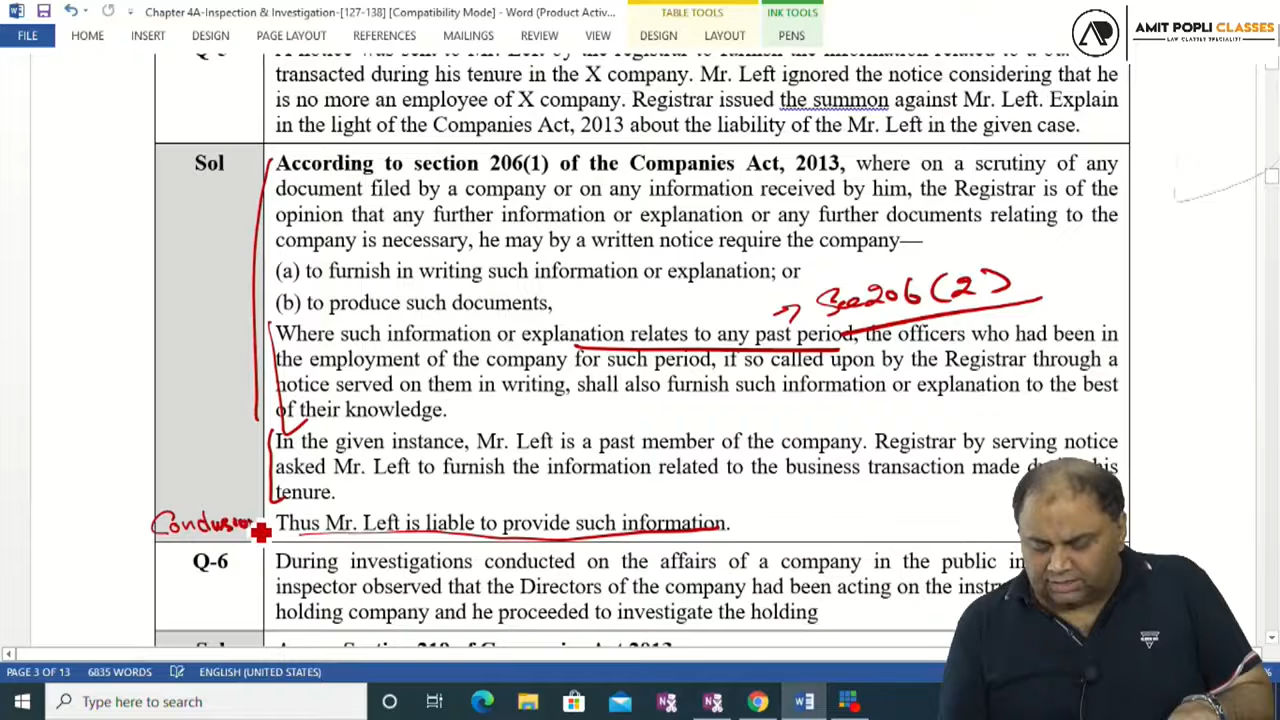 Chapter 4A-Inspection & Investigation-[127-138] [Compatibility Mode] - Word (Product Activ...
TABLE TOOLS
INK TOOLS
FILE HOME INSERT DESIGN PAGE LAYOUT REFERENCES MAILINGS REVIEW VIEW DESIGN LAYOUT PENS
AMIT POPLI CLASSES
LAW CLASSES SPECIALIST
transacted during his tenure in the X company. Mr. Left ignored the notice considering that he
is no more an employee of X company. Registrar issued the summon against Mr. Left. Explain
in the light of the Companies Act, 2013 about the liability of the Mr. Left in the given case.
Sol
According to section 206(1) of the Companies Act, 2013, where on a scrutiny of any
document filed by a company or on any information received by him, the Registrar is of the
opinion that any further information or explanation or any further documents relating to the
company is necessary, he may by a written notice require the company—
(a) to furnish in writing such information or explanation; or
(b) to produce such documents,
→ Sec 206(2)
Where such information or explanation relates to any past period, the officers who had been in
the employment of the company for such period, if so called upon by the Registrar through a
notice served on them in writing, shall also furnish such information or explanation to the best
of their knowledge.
In the given instance, Mr. Left is a past member of the company. Registrar by serving notice
asked Mr. Left to furnish the information related to the business transaction made
tenure.
Conclusion
Thus Mr. Left is liable to provide such information.
Q-6
During investigations conducted on the affairs of a company in the public
inspector observed that the Directors of the company had been acting on the
holding company and he proceeded to investigate the holding
PAGE 3 OF 13 6835 WORDS ENGLISH (UNITED STATES)
Type here to search